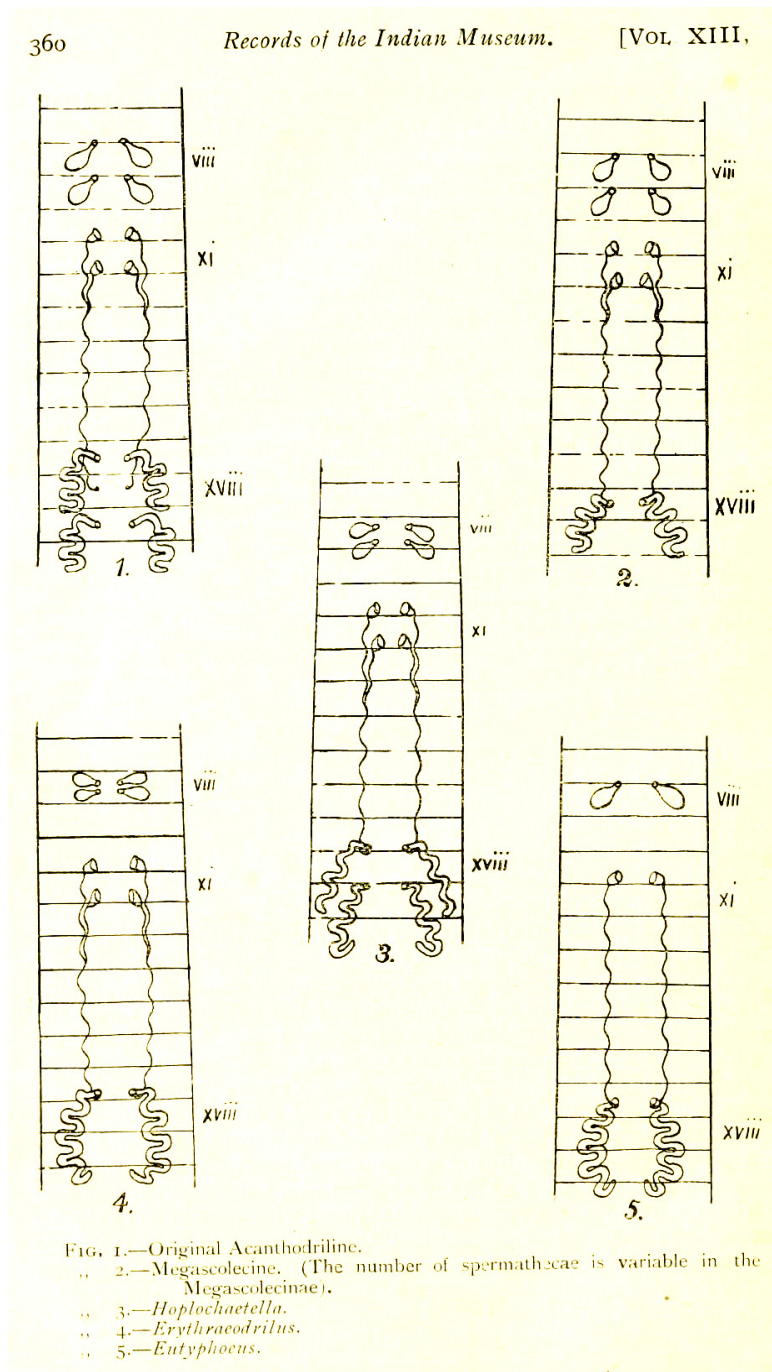 360 Records of the Indian Museum. [VOL XIII,
viii
xi
xviii
1.
viii
xi
xviii
2.
viii
xi
xviii
3.
viii
xi
xviii
4.
viii
xi
xviii
5.
FIG. 1.—Original Acanthodriline.
,, 2.—Megascolecine. (The number of spermathecae is variable in the
Megascolecinae).
,, 3.—Hoplochaetella.
,, 4.—Erythraeodrilus.
,, 5.—Eutyphoeus.